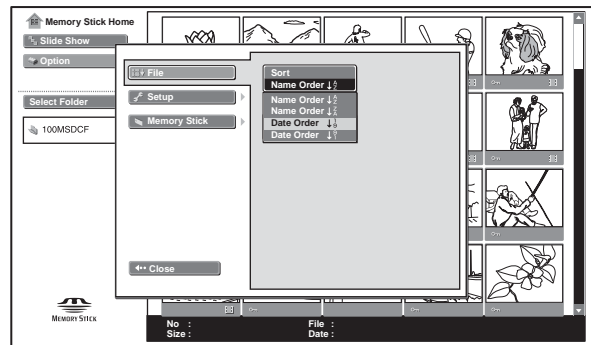 Memory Stick Home
Slide Show
Option
Select Folder
100MSDCF
File
Setup
Memory Stick
Sort
Name Order
Name Order
Name Order
Date Order
Date Order
Close
MEMORY STICK
No :
File :
Size :
Date :